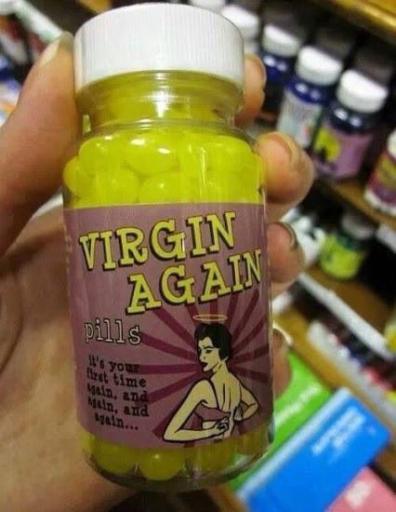 VIRGIN
AGAIN
pills
it's your
first time
again, and
again, and
again...